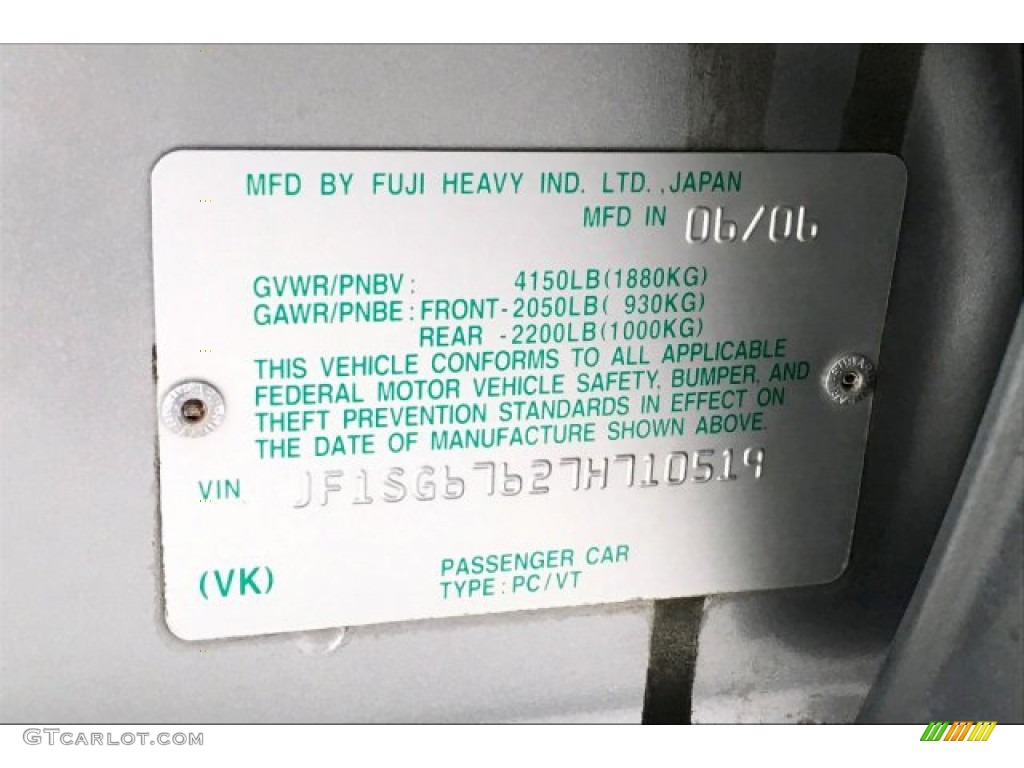 MFD BY FUJI HEAVY IND. LTD., JAPAN
MFD IN 06/06
GVWR/PNBV: 4150LB(1880KG)
GAWR/PNBE: FRONT-2050LB( 930KG)
REAR -2200LB(1000KG)
THIS VEHICLE CONFORMS TO ALL APPLICABLE
FEDERAL MOTOR VEHICLE SAFETY, BUMPER, AND
THEFT PREVENTION STANDARDS IN EFFECT ON
THE DATE OF MANUFACTURE SHOWN ABOVE.
VIN JF1SG67627H710519
(VK) PASSENGER CAR
TYPE: PC/VT
GTCarlot.com